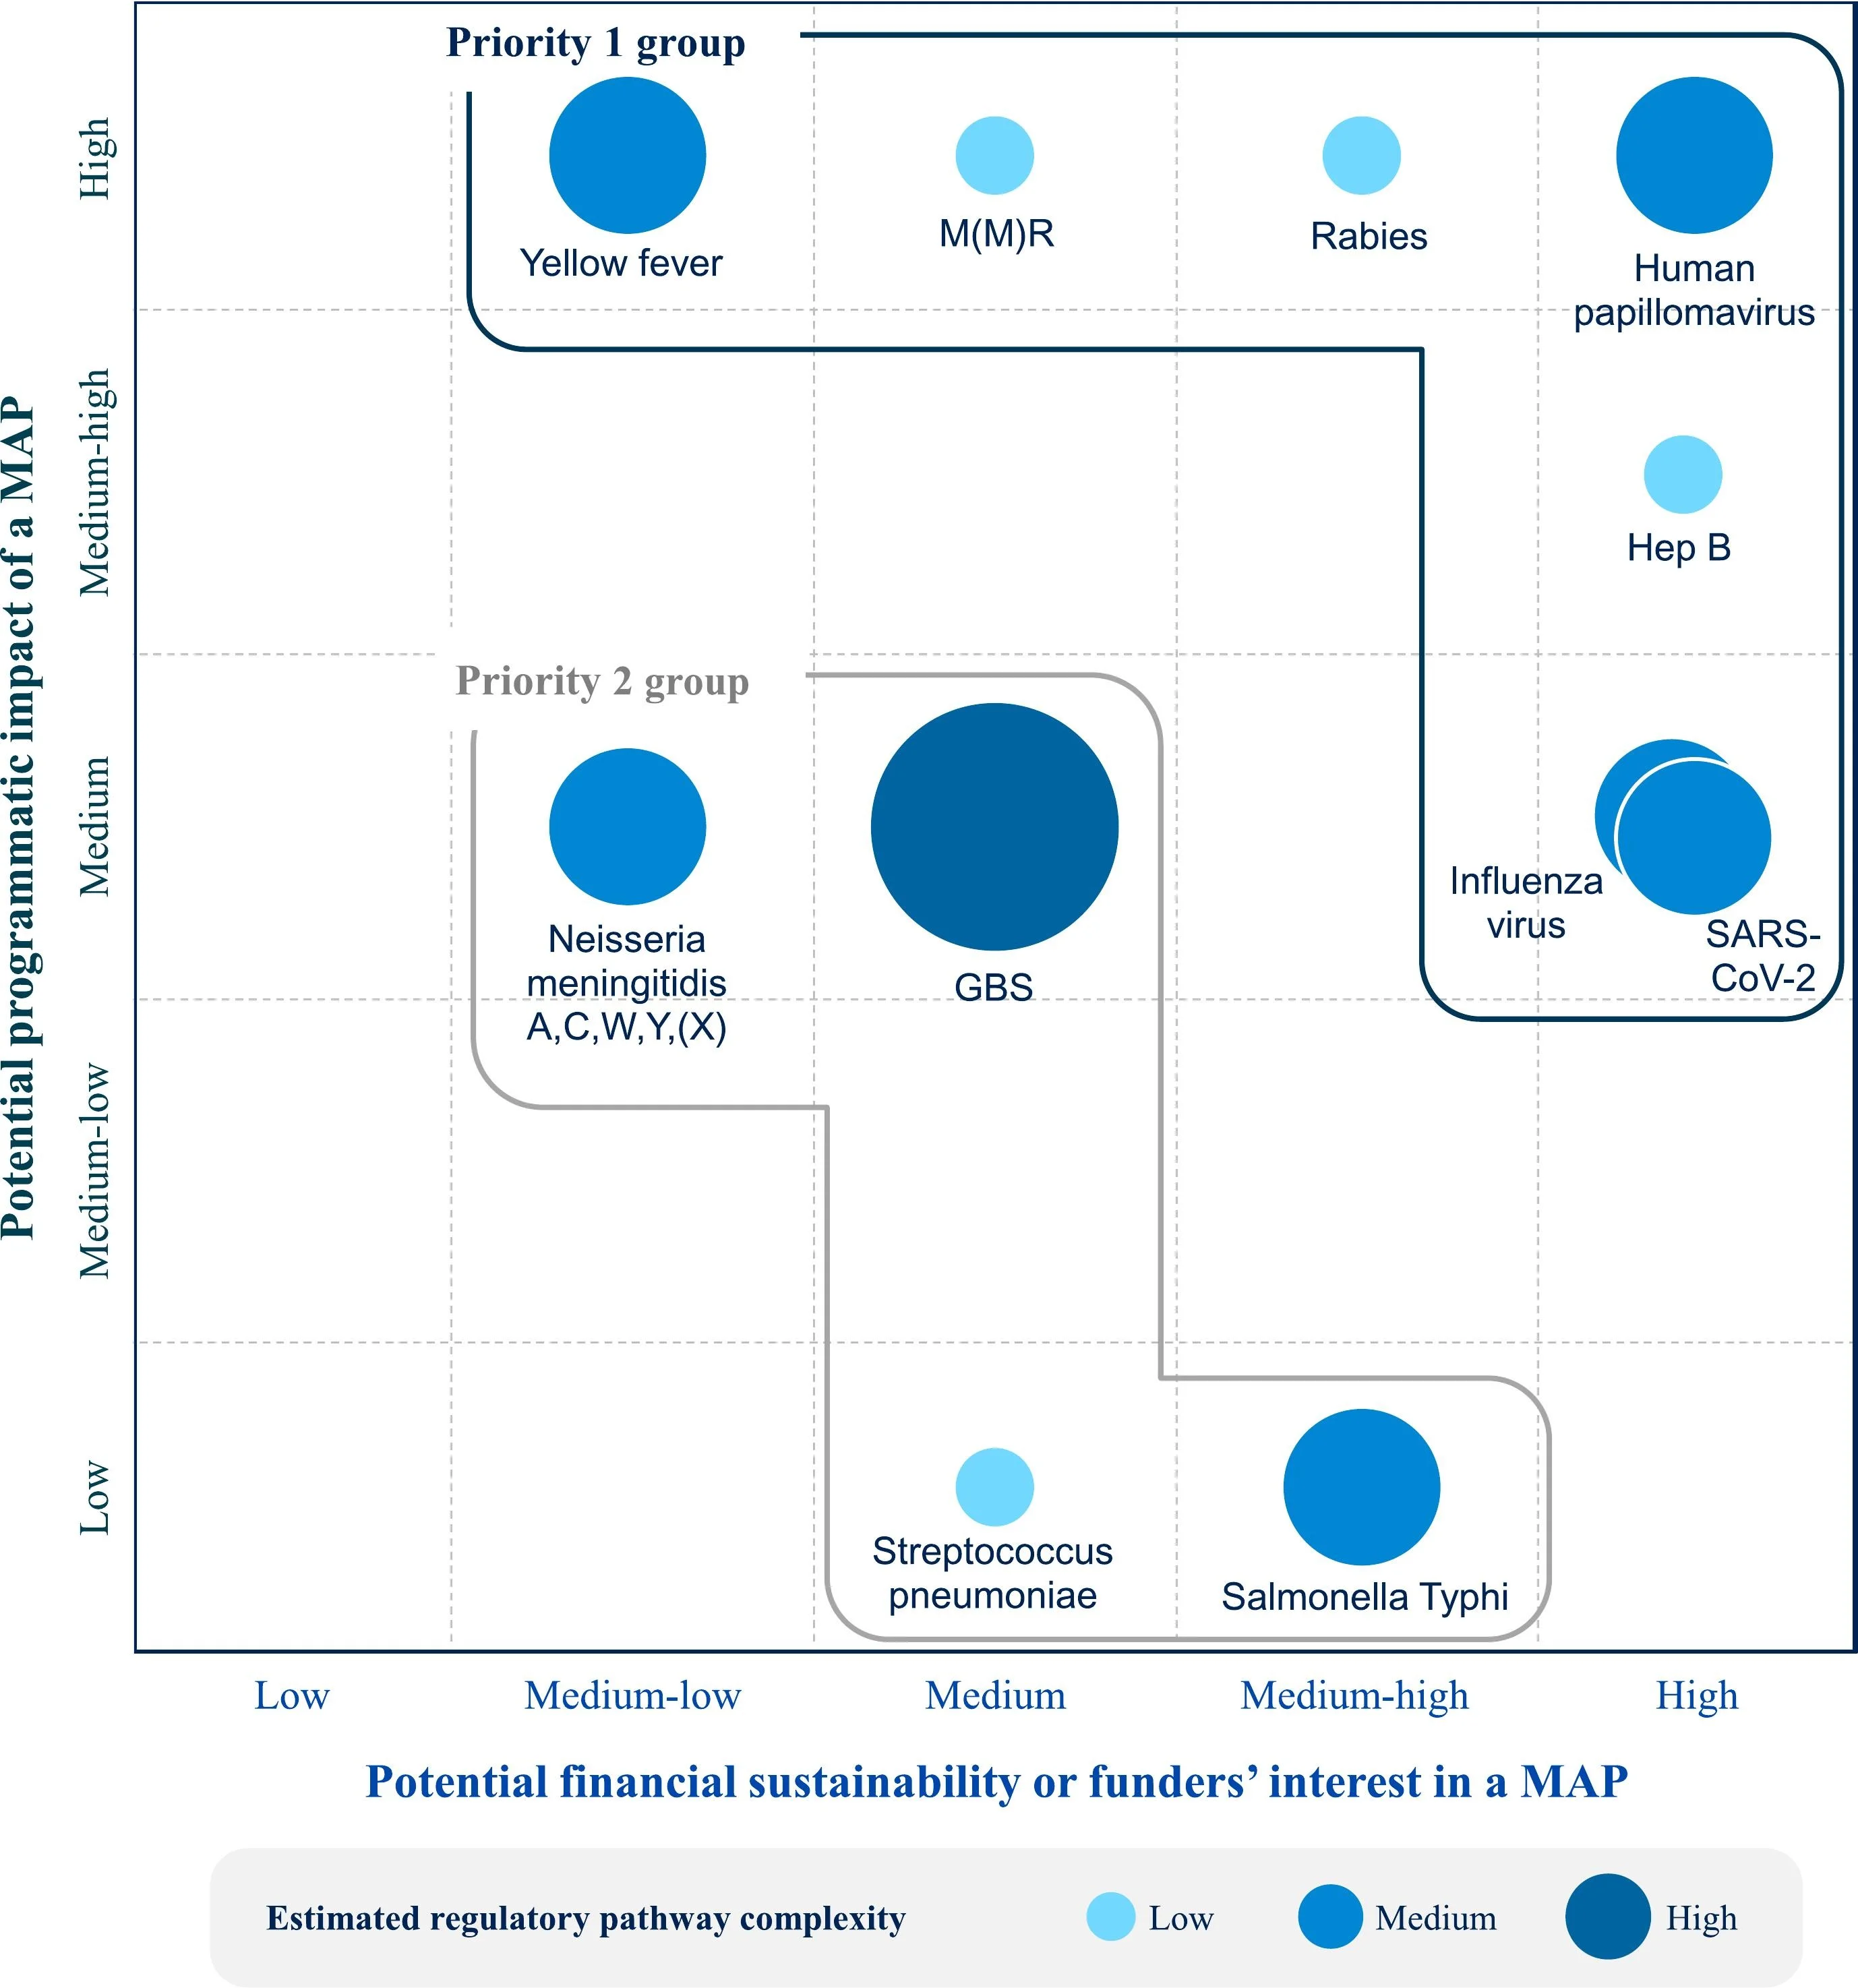 Priority 1 group
High
Yellow fever
M(M)R
Rabies
Human
papillomavirus
Medium-high
Hep B
Potential programmatic impact of a MAP
Priority 2 group
Medium
Neisseria
meningitidis
A,C,W,Y,(X)
GBS
Influenza
virus
SARS-
CoV-2
Medium-low
Low
Streptococcus
pneumoniae
Salmonella Typhi
Low
Medium-low
Medium
Medium-high
High
Potential financial sustainability or funders’ interest in a MAP
Estimated regulatory pathway complexity
Low
Medium
High